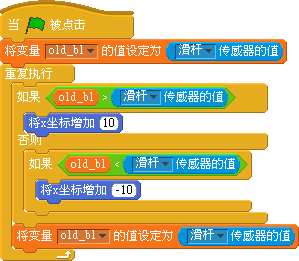 当 被点击
将变量 old_bl 的值设定为 滑杆 传感器的值
重复执行
如果 old_bl > 滑杆 传感器的值
将x坐标增加 10
否则
如果 old_bl < 滑杆 传感器的值
将x坐标增加 -10
将变量 old_bl 的值设定为 滑杆 传感器的值